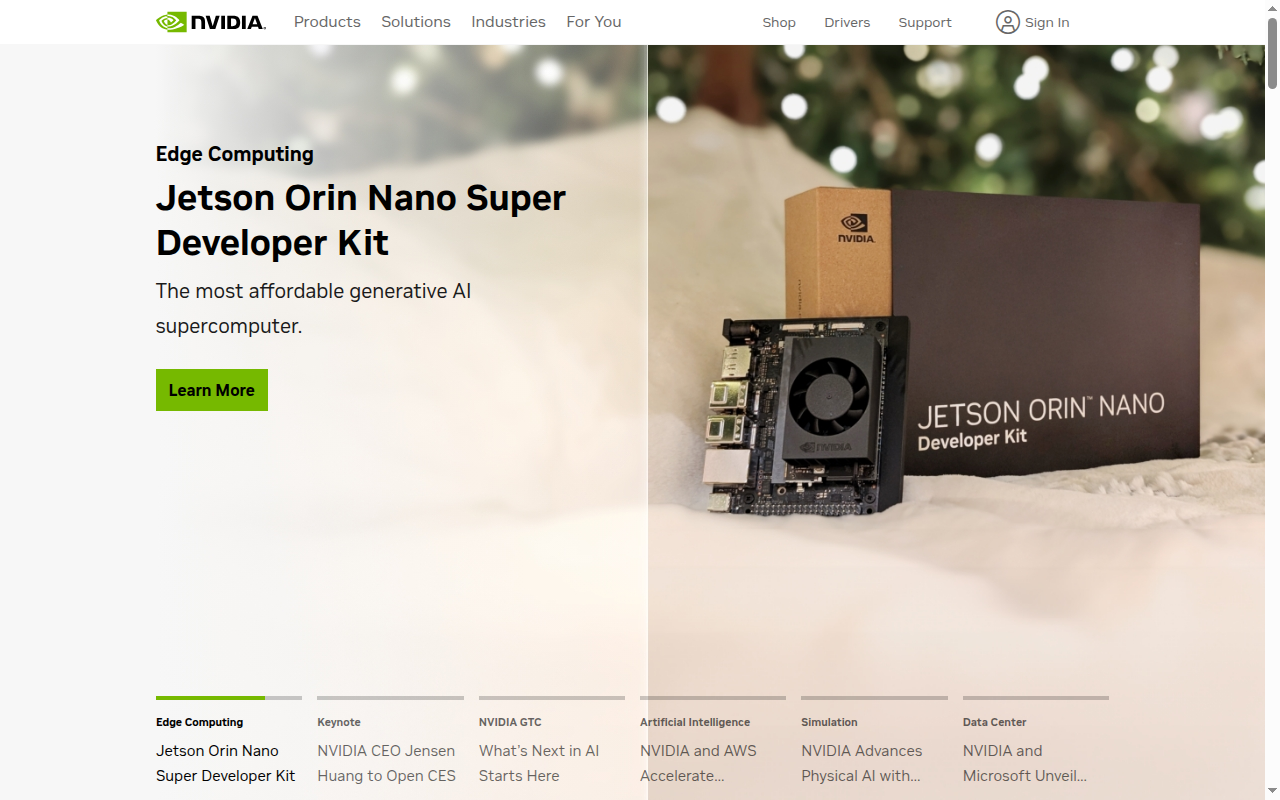 NVIDIA.
Products
Solutions
Industries
For You
Shop
Drivers
Support
Sign In
Edge Computing
Jetson Orin Nano Super
Developer Kit
The most affordable generative AI
supercomputer.
Learn More
NVIDIA.
NVIDIA
JETSON ORIN™ NANO
Developer Kit
Edge Computing
Jetson Orin Nano
Super Developer Kit
Keynote
NVIDIA CEO Jensen
Huang to Open CES
NVIDIA GTC
What's Next in AI
Starts Here
Artificial Intelligence
NVIDIA and AWS
Accelerate...
Simulation
NVIDIA Advances
Physical AI with...
Data Center
NVIDIA and
Microsoft Unveil...